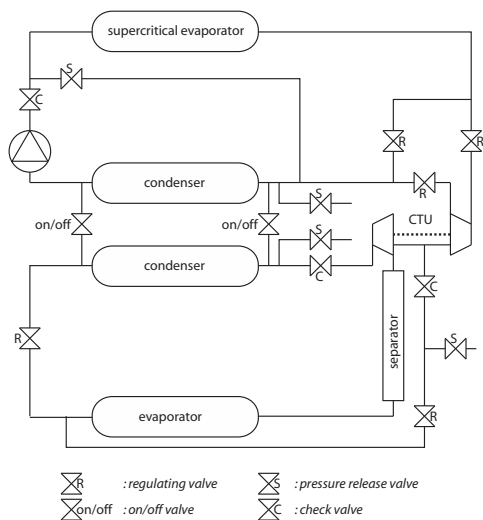 supercritical evaporator
S
C
R
R
condenser
R
S
on/off
on/off
CTU
S
condenser
C
C
R
separator
S
evaporator
R
R : regulating valve
S : pressure release valve
on/off : on/off valve
C : check valve